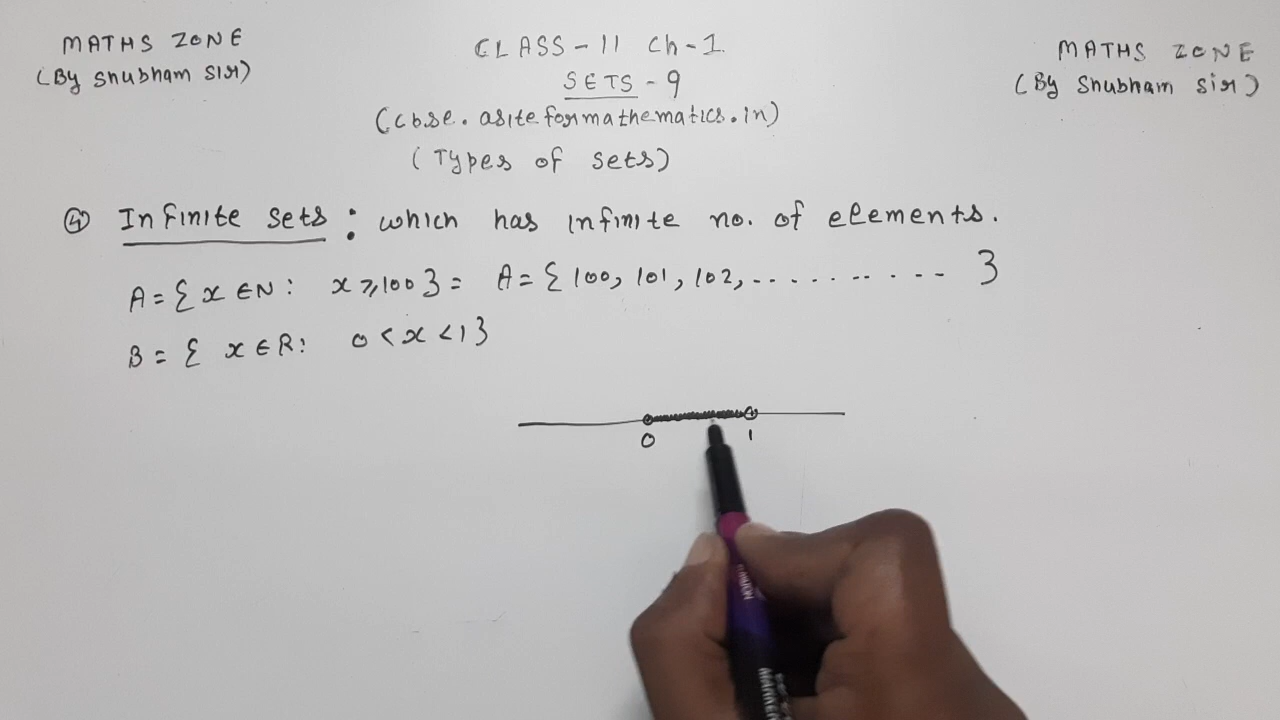 MATHS ZONE
(By Shubham Sir)
CLASS-11 Ch-1.
SETS-9
(cbse.asiteformathematics.in)
(Types of sets)
MATHS ZONE
(By Shubham Sir)
④ Infinite sets: which has infinite no. of elements.
A={x∈N: x⩾100}= A={100, 101, 102, .......... }
B={x∈R: 0<x<1}
0 1